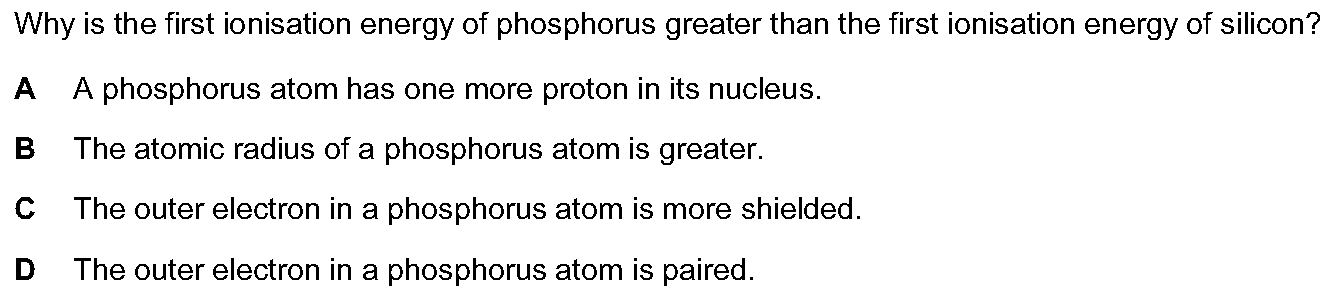 Why is the first ionisation energy of phosphorus greater than the first ionisation energy of silicon?
A A phosphorus atom has one more proton in its nucleus.
B The atomic radius of a phosphorus atom is greater.
C The outer electron in a phosphorus atom is more shielded.
D The outer electron in a phosphorus atom is paired.